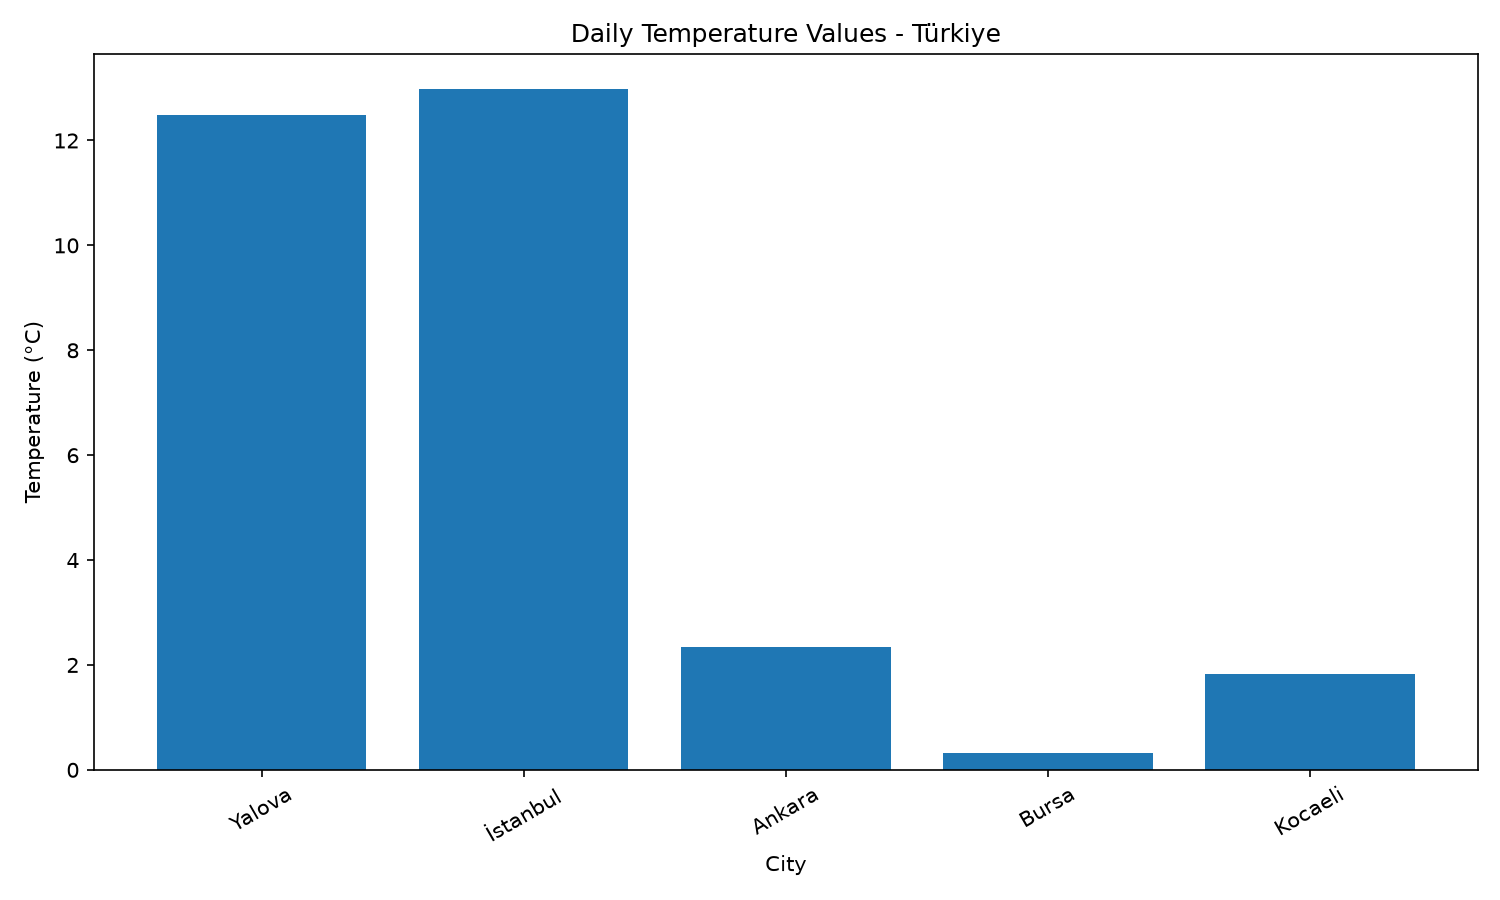 Daily Temperature Values - Türkiye
Temperature (°C)
12
10
8
6
4
2
0
Yalova
İstanbul
Ankara
Bursa
Kocaeli
City